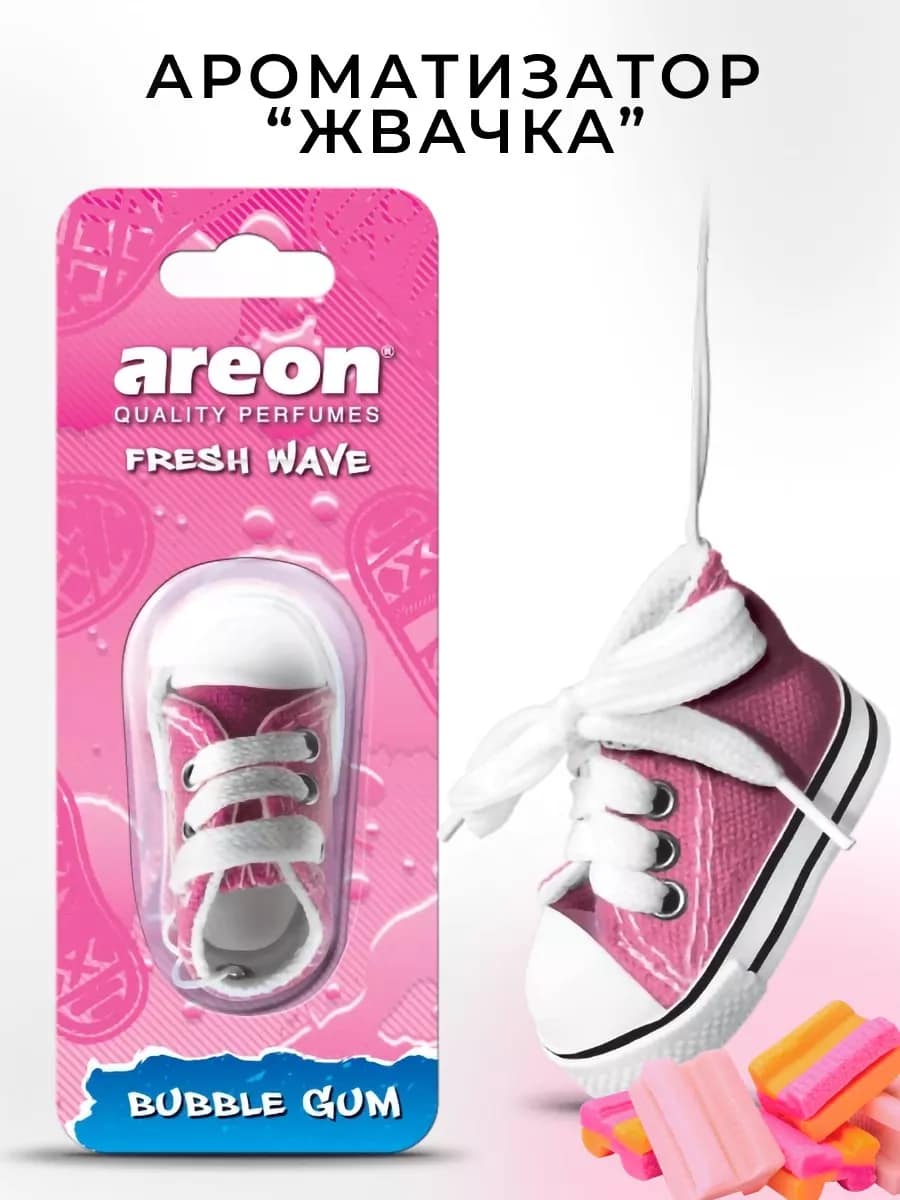 АРОМАТИЗАТОР
“ЖВАЧКА”
areon®
QUALITY PERFUMES
FRESH WAVE
BUBBLE GUM